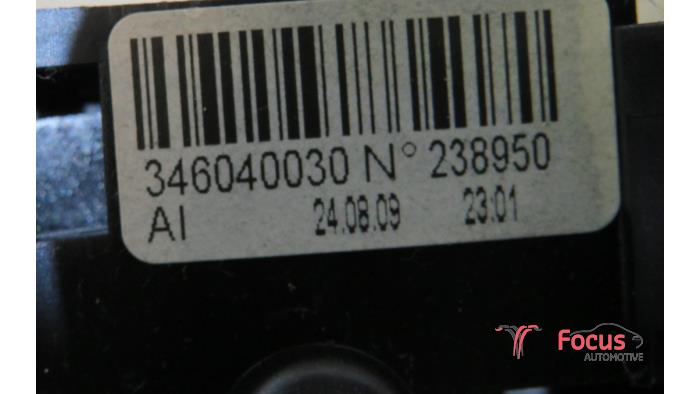 346040030 N° 238950
AI 24.08.09 23:01
Focus
AUTOMOTIVE